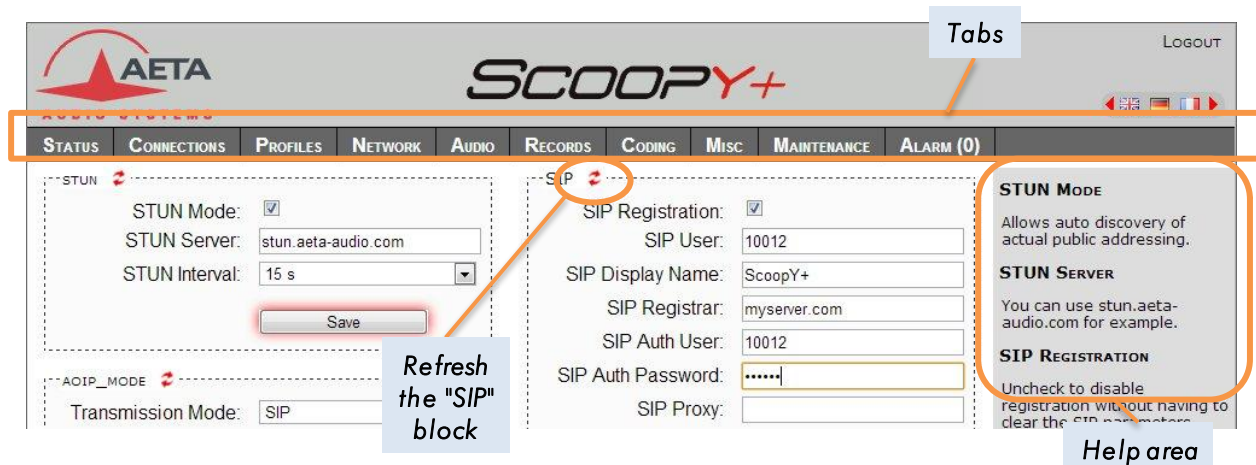 Tabs
LOGOUT
AETA
AUDIO SYSTEMS
SCOOPY+
STATUS CONNECTIONS PROFILES NETWORK AUDIO RECORDS CODING MISC MAINTENANCE ALARM (0)
STUN
STUN Mode:
STUN Server: stun.aeta-audio.com
STUN Interval: 15 s
Save
AOIP_MODE
Transmission Mode: SIP
Refresh
the "SIP"
block
SIP
SIP Registration:
SIP User: 10012
SIP Display Name: ScoopY+
SIP Registrar: myserver.com
SIP Auth User: 10012
SIP Auth Password: ••••••
SIP Proxy:
STUN MODE
Allows auto discovery of
actual public addressing.
STUN SERVER
You can use stun.aeta-
audio.com for example.
SIP REGISTRATION
Uncheck to disable
registration without having to
clear the SIP parameters
Help area